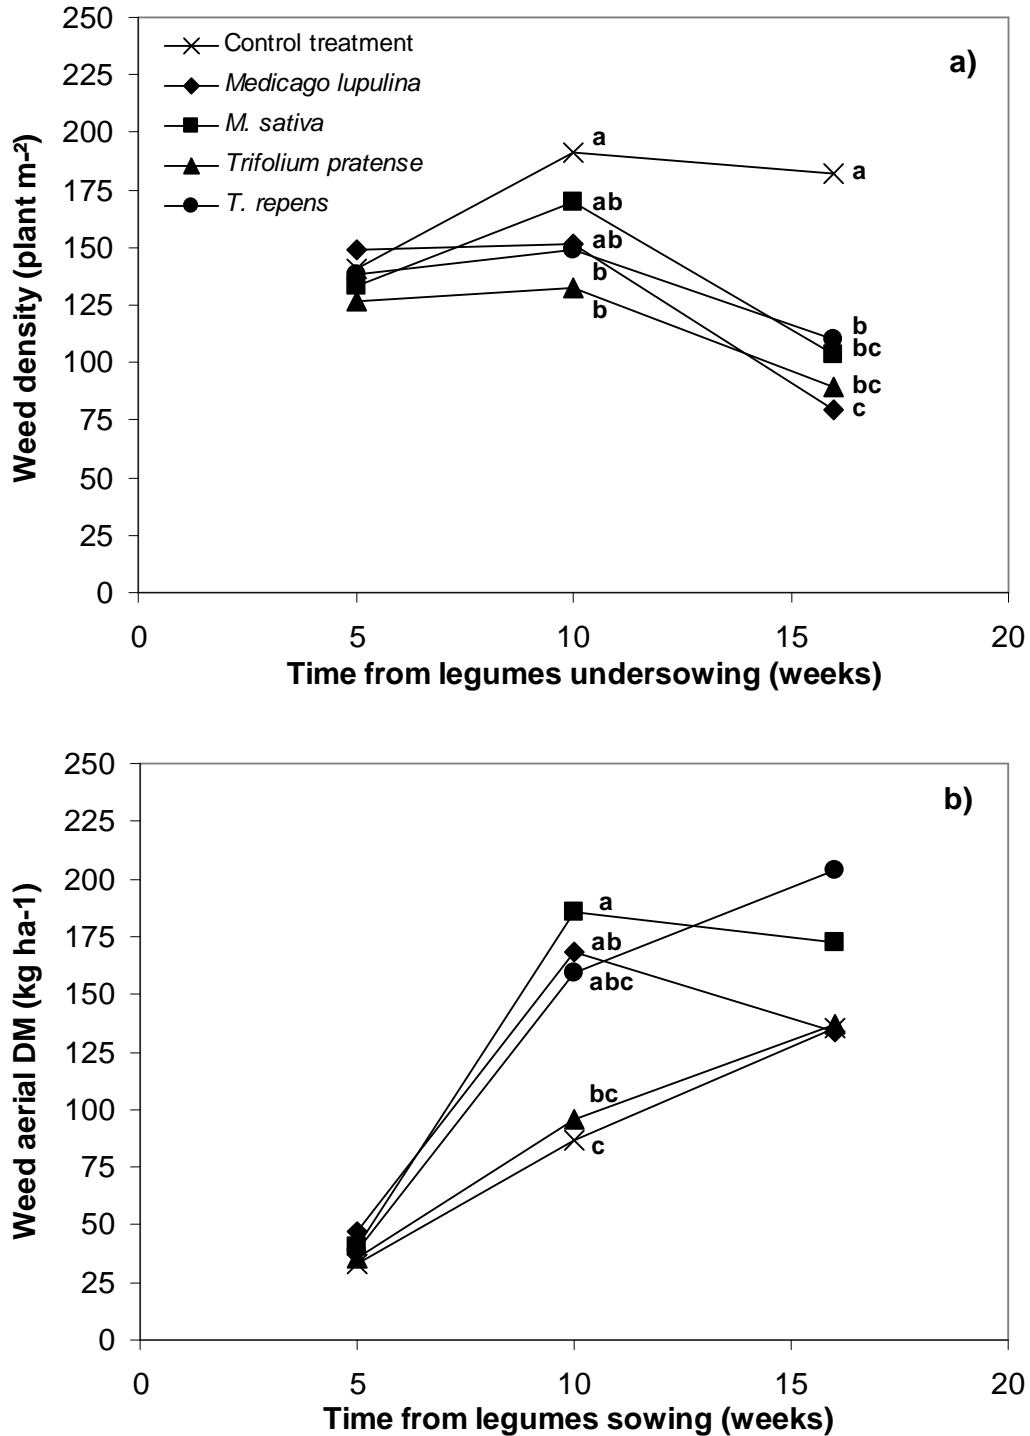 250
225
200
175
150
125
100
75
50
25
0
Weed density (plant m-²)
Control treatment
Medicago lupulina
M. sativa
Trifolium pratense
T. repens
a)
a
ab
ab
b
b
a
b
bc
bc
c
0 5 10 15 20
Time from legumes undersowing (weeks)
250
225
200
175
150
125
100
75
50
25
0
Weed aerial DM (kg ha-1)
b)
a
ab
abc
bc
c
0 5 10 15 20
Time from legumes sowing (weeks)